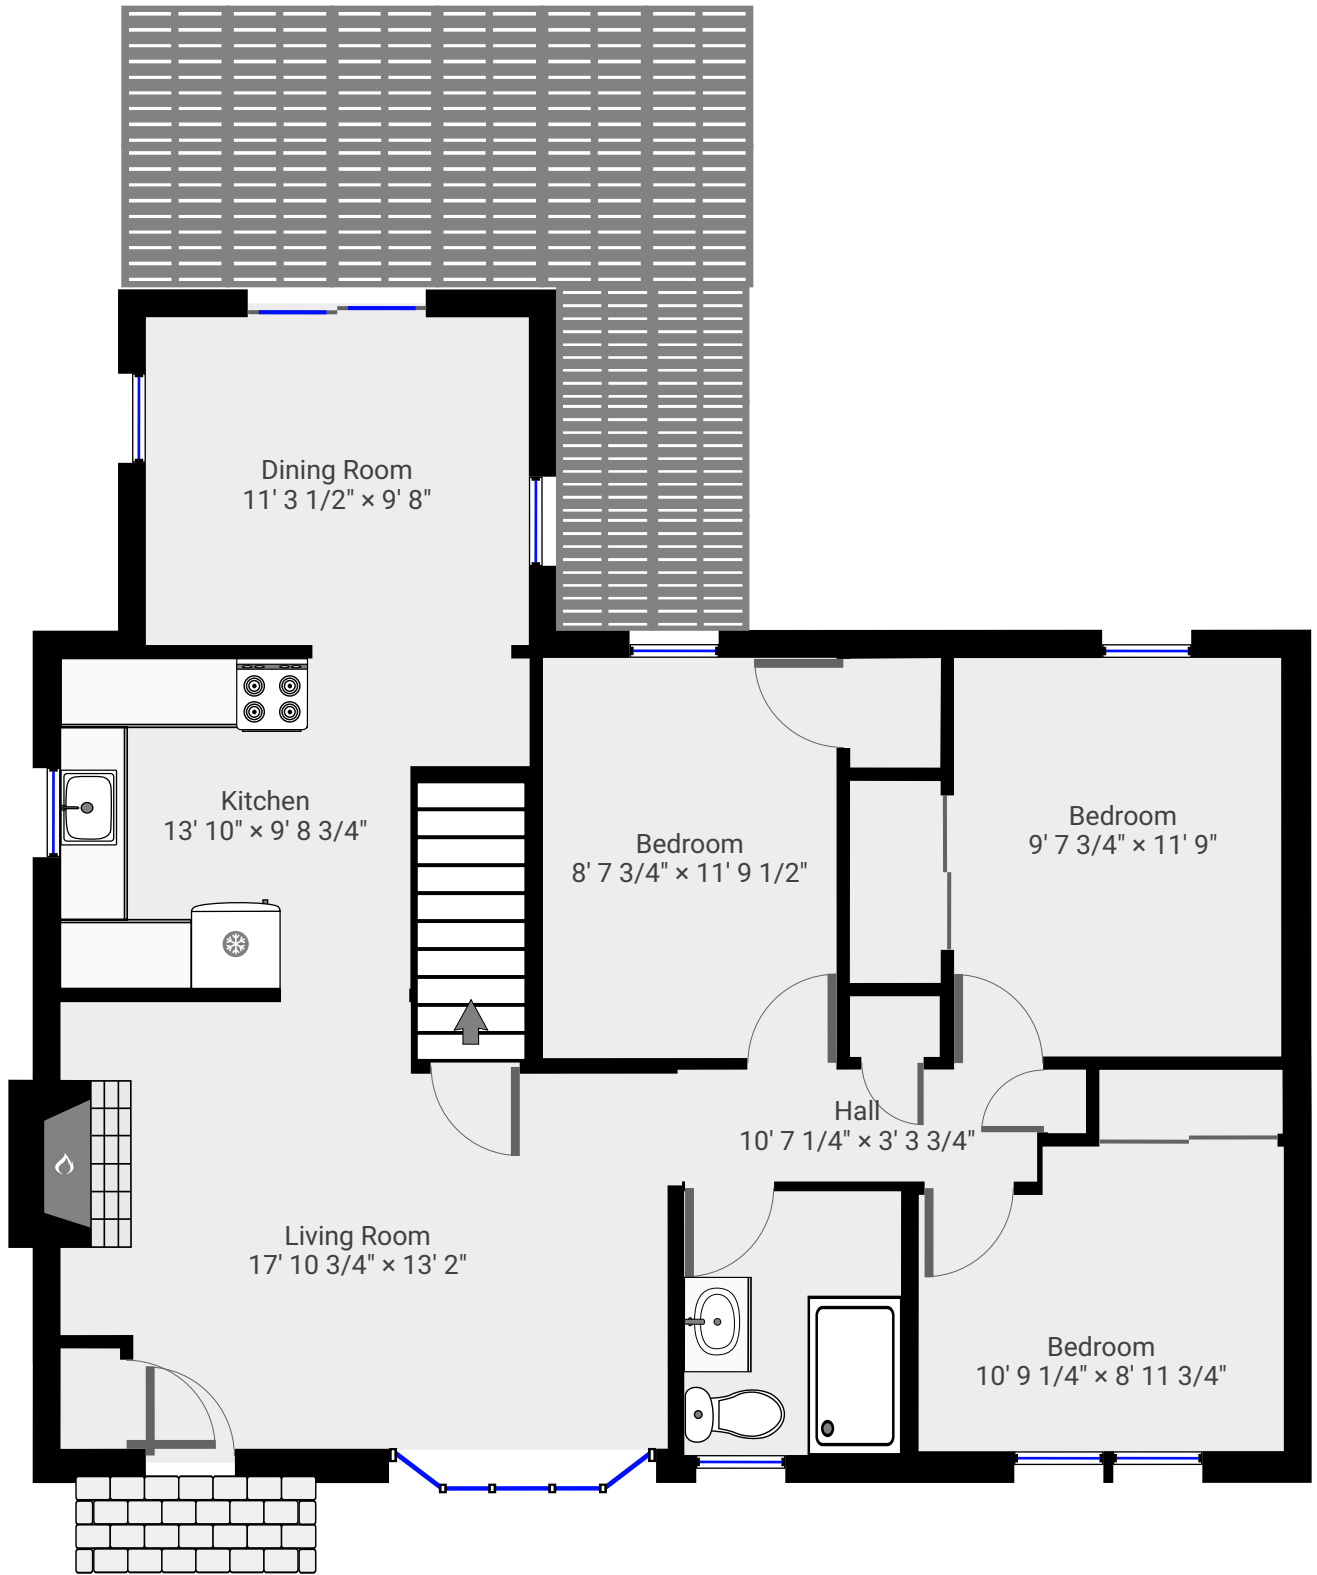 Dining Room
11' 3 1/2" × 9' 8"
Kitchen
13' 10" × 9' 8 3/4"
Bedroom
8' 7 3/4" × 11' 9 1/2"
Bedroom
9' 7 3/4" × 11' 9"
Hall
10' 7 1/4" × 3' 3 3/4"
Living Room
17' 10 3/4" × 13' 2"
Bedroom
10' 9 1/4" × 8' 11 3/4"